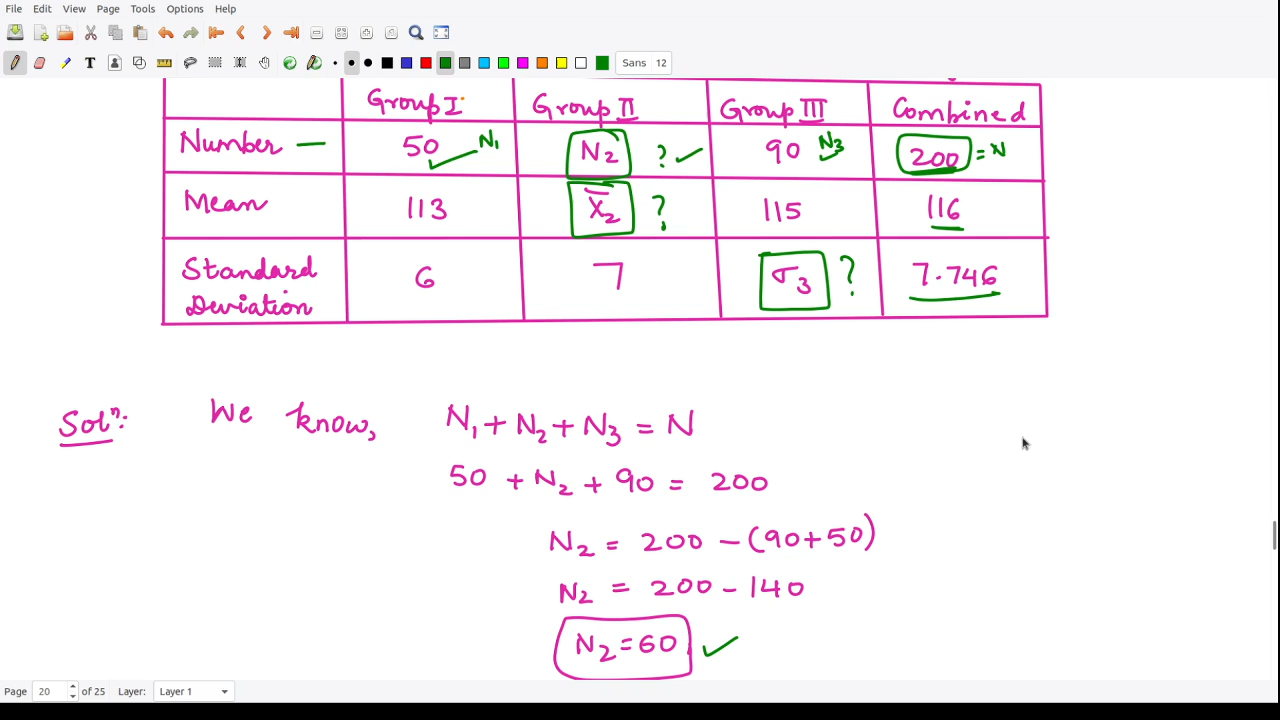 File Edit View Page Tools Options Help
Sans 12
Group I Group II Group III Combined
Number — 50 N₁ N₂ ? ✓ 90 N₃ 200 = N
Mean 113 X̄₂ ? 115 116
Standard Deviation 6 7 σ₃ ? 7.746
Solⁿ: We know, N₁ + N₂ + N₃ = N
50 + N₂ + 90 = 200
N₂ = 200 - (90+50)
N₂ = 200 - 140
N₂ = 60 ✓
Page 20 of 25 Layer: Layer 1